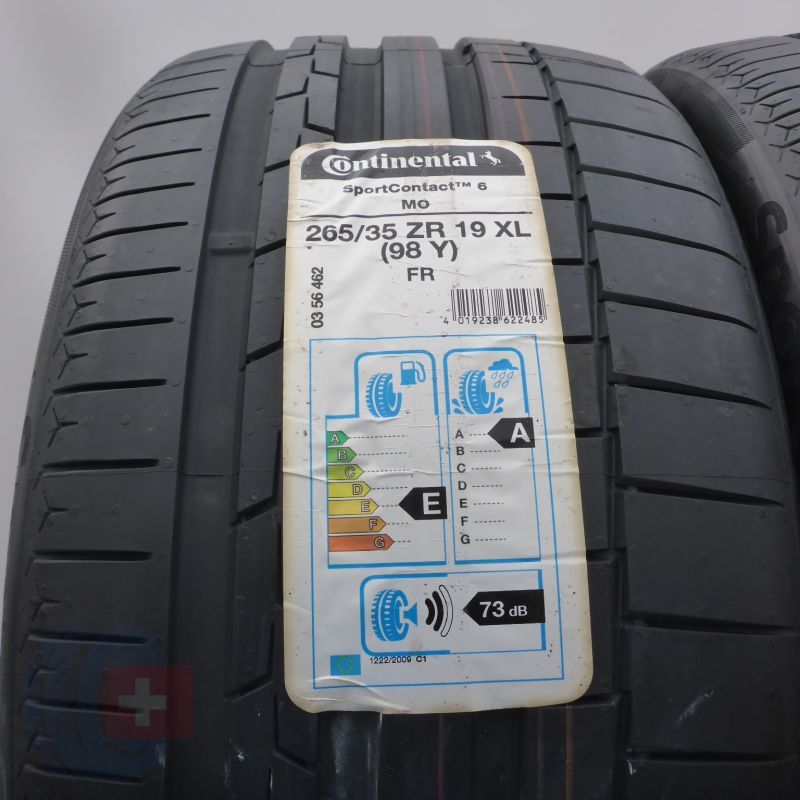 Continental
SportContact™ 6
MO
265/35 ZR 19 XL
(98 Y)
FR
03 56 462
4 019238 622485
A
B
C
D
E
F
G
E
A
B
C
D
E
F
G
A
73 dB
1222/2009 C1